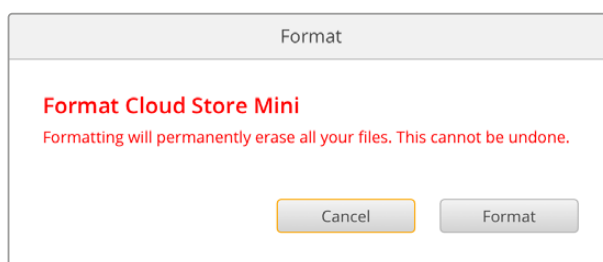 Format
Format Cloud Store Mini
Formatting will permanently erase all your files. This cannot be undone.
Cancel Format